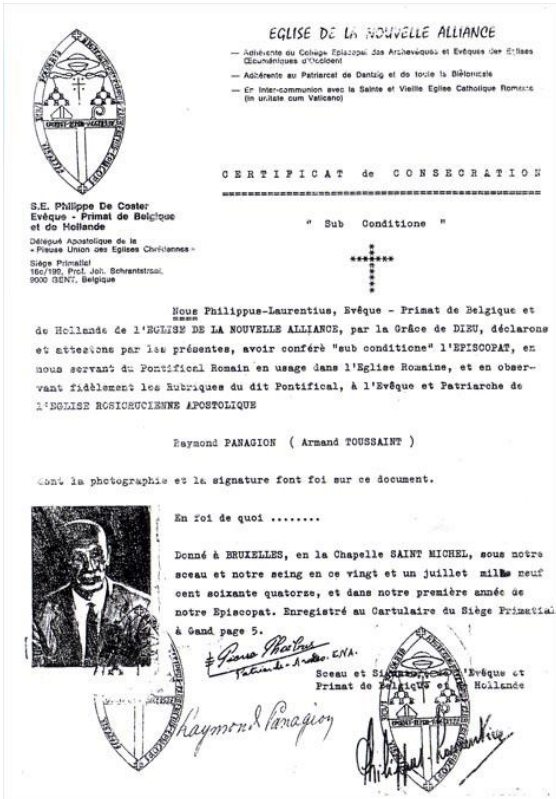 EGLISE DE LA NOUVELLE ALLIANCE
— Adhérente du Collège Episcopal des Archevêques et Evêques des Eglises
Œcuméniques d'Occident
— Adhérente au Patriarcat de Dantzig et de toute la
— En Inter-communion avec la Sainte et Vieille Eglise Catholique Romaine
(in unitate cum Vaticano)
CERTIFICAT de CONSECRATION
" Sub Conditione "
S.E. Philippe De Coster
Evêque - Primat de Belgique
et de Hollande
Délégué Apostolique de la
« Pieuse Union des Eglises Chrétiennes »
Siège Primatial
16c/199, Prof. Joh. Schrantstraat,
9000 GENT, Belgique
Nous Philippus-Laurentius, Evêque - Primat de Belgique et
de Hollande de l'EGLISE DE LA NOUVELLE ALLIANCE, par la Grâce de DIEU, déclarons
et attestons par les présentes, avoir conféré "sub conditione" l'EPISCOPAT, en
nous servant du Pontifical Romain en usage dans l'Eglise Romaine, et en obser-
vant fidèlement les Rubriques du dit Pontifical, à l'Evêque et Patriarche de
l'EGLISE ROSICRUCIENNE APOSTOLIQUE
Raymond PANAGION ( Armand TOUSSAINT )
dont la photographie et la signature font foi sur ce document.
En foi de quoi ........
Donné à BRUXELLES, en la Chapelle SAINT MICHEL, sous notre
sceau et notre seing en ce vingt et un juillet mille neuf
cent soixante quatorze, et dans notre première année de
notre Episcopat. Enregistré au Cartulaire du Siège Primatial
à Gand page 5.
Pierre Phoebus
Sceau et Signature de l'Evêque et
Primat de Belgique et Hollande
Raymond Panagion
Philippus-Laurentius